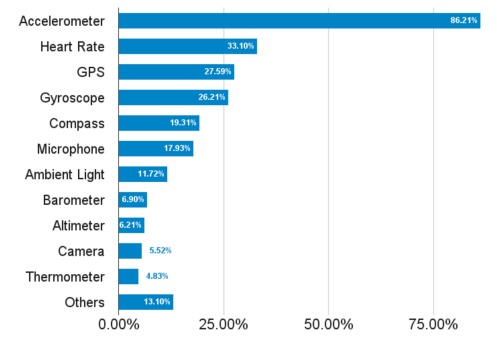 Accelerometer 86.21%
Heart Rate 33.10%
GPS 27.59%
Gyroscope 26.21%
Compass 19.31%
Microphone 17.93%
Ambient Light 11.72%
Barometer 6.90%
Altimeter 6.21%
Camera 5.52%
Thermometer 4.83%
Others 13.10%
0.00% 25.00% 50.00% 75.00%